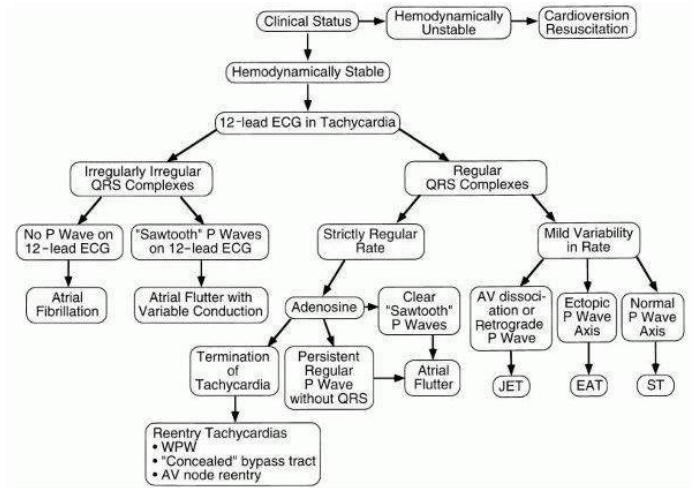 Clinical Status
Hemodynamically
Unstable
Cardioversion
Resuscitation
Hemodynamically Stable
12-lead ECG in Tachycardia
Irregularly Irregular
QRS Complexes
Regular
QRS Complexes
No P Wave on
12-lead ECG
"Sawtooth" P Waves
on 12-lead ECG
Strictly Regular
Rate
Mild Variability
in Rate
Atrial
Fibrillation
Atrial Flutter with
Variable Conduction
Adenosine
Clear
"Sawtooth"
P Waves
AV dissoci-
ation or
Retrograde
P Wave
Ectopic
P Wave
Axis
Normal
P Wave
Axis
Termination
of
Tachycardia
Persistent
Regular
P Wave
without QRS
Atrial
Flutter
JET
EAT
ST
Reentry Tachycardias
• WPW
• "Concealed" bypass tract
• AV node reentry